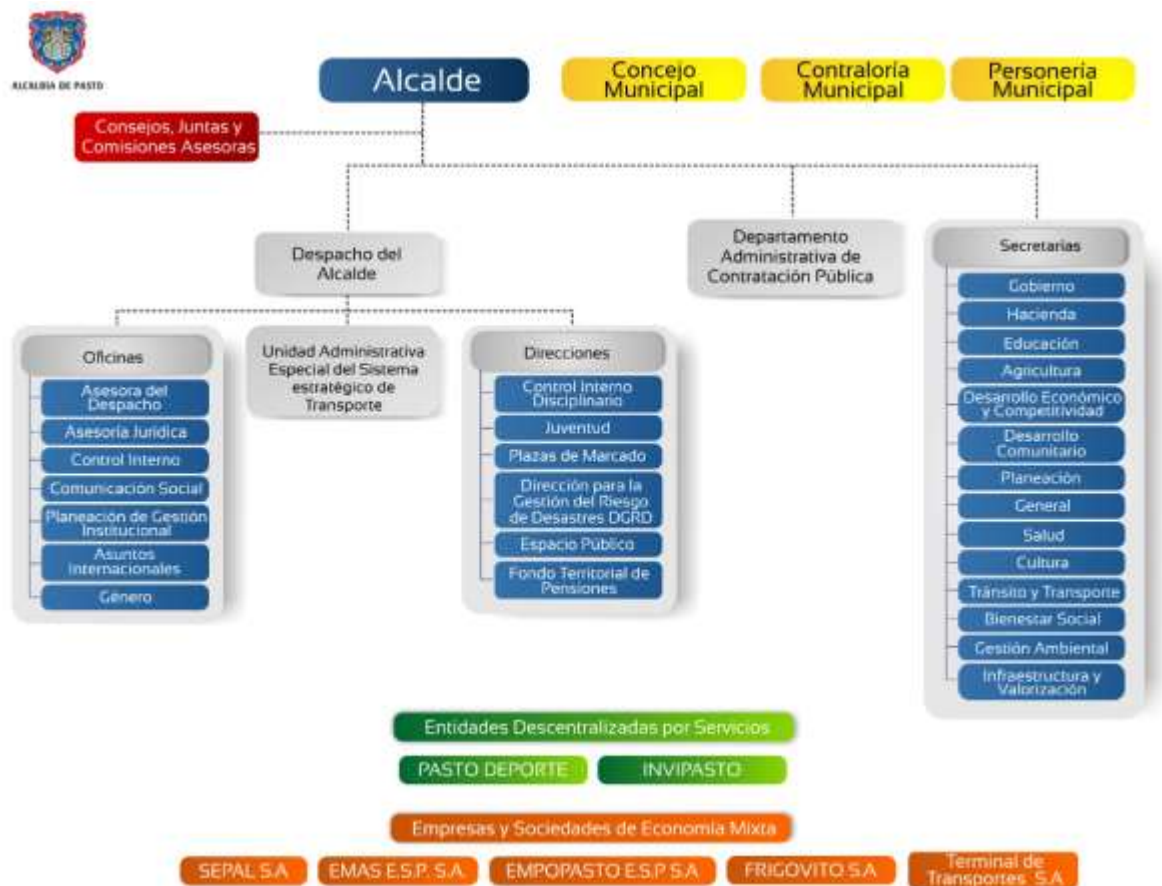 ALCALDÍA DE PASTO
Alcalde
Concejo
Municipal
Contraloría
Municipal
Personería
Municipal
Consejos, Juntas y
Comisiones Asesoras
Despacho del
Alcalde
Departamento
Administrativa de
Contratación Pública
Oficinas
Asesora del
Despacho
Asesoría Jurídica
Control Interno
Comunicación Social
Planeación de Gestión
Institucional
Asuntos
Internacionales
Género
Unidad Administrativa
Especial del Sistema
estratégico de
Transporte
Direcciones
Control Interno
Disciplinario
Juventud
Plazas de Marcado
Dirección para la
Gestión del Riesgo
de Desastres DGRD
Espacio Público
Fondo Territorial de
Pensiones
Secretarías
Gobierno
Hacienda
Educación
Agricultura
Desarrollo Económico
y Competitividad
Desarrollo
Comunitario
Planeación
General
Salud
Cultura
Tránsito y Transporte
Bienestar Social
Gestión Ambiental
Infraestructura y
Valorización
Entidades Descentralizadas por Servicios
PASTO DEPORTE
INVIPASTO
Empresas y Sociedades de Economía Mixta
SEPAL S.A
EMAS E.S.P. S.A.
EMPOPASTO E.S.P S.A
FRIGOVITO S.A
Terminal de
Transportes S.A